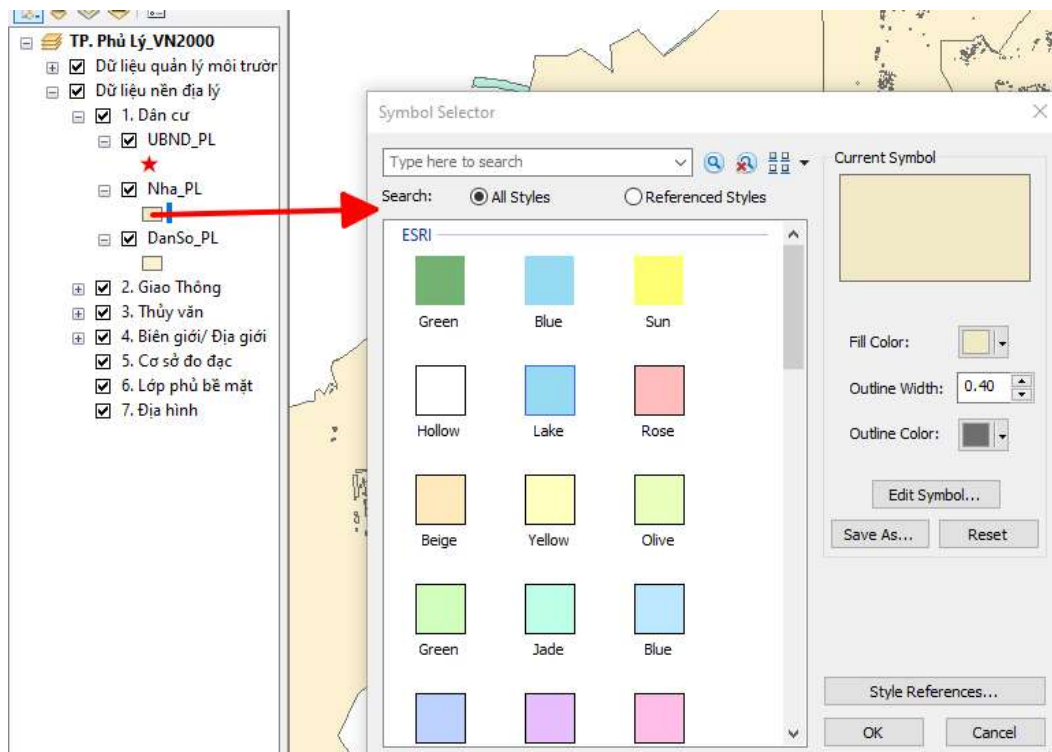 TP. Phủ Lý_VN2000
Dữ liệu quản lý môi trườn
Dữ liệu nền địa lý
1. Dân cư
UBND_PL
Nha_PL
DanSo_PL
2. Giao Thông
3. Thủy văn
4. Biên giới/ Địa giới
5. Cơ sở đo đạc
6. Lớp phủ bề mặt
7. Địa hình
Symbol Selector
Type here to search
Search: All Styles Referenced Styles
ESRI
Green Blue Sun
Hollow Lake Rose
Beige Yellow Olive
Green Jade Blue
Current Symbol
Fill Color:
Outline Width: 0.40
Outline Color:
Edit Symbol...
Save As... Reset
Style References...
OK Cancel